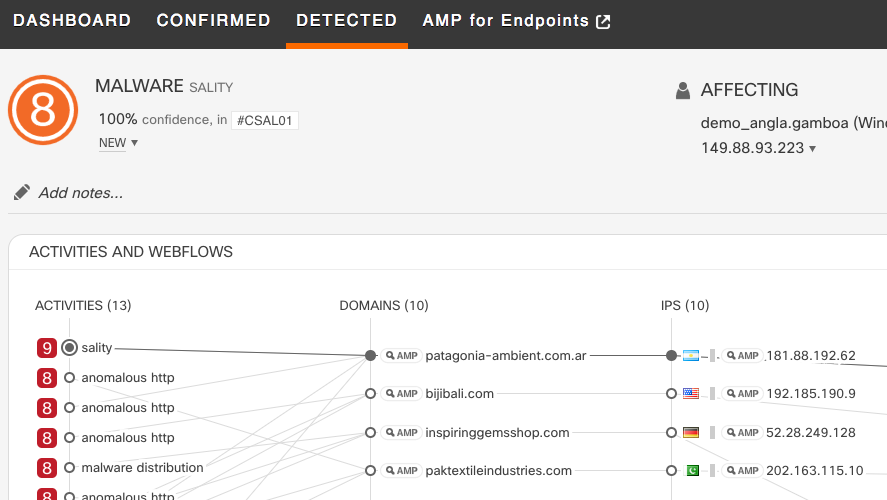 DASHBOARD CONFIRMED DETECTED AMP for Endpoints
8
MALWARE SALITY
100% confidence, in #CSAL01
NEW
AFFECTING
demo_angla.gamboa (Wind
149.88.93.223
Add notes...
ACTIVITIES AND WEBFLOWS
ACTIVITIES (13) DOMAINS (10) IPS (10)
9 sality AMP patagonia-ambient.com.ar AMP 181.88.192.62
8 anomalous http
8 anomalous http AMP bijibali.com AMP 192.185.190.9
8 anomalous http AMP inspiringgemsshop.com AMP 52.28.249.128
8 malware distribution AMP paktextileindustries.com AMP 202.163.115.10
8 anomalous http